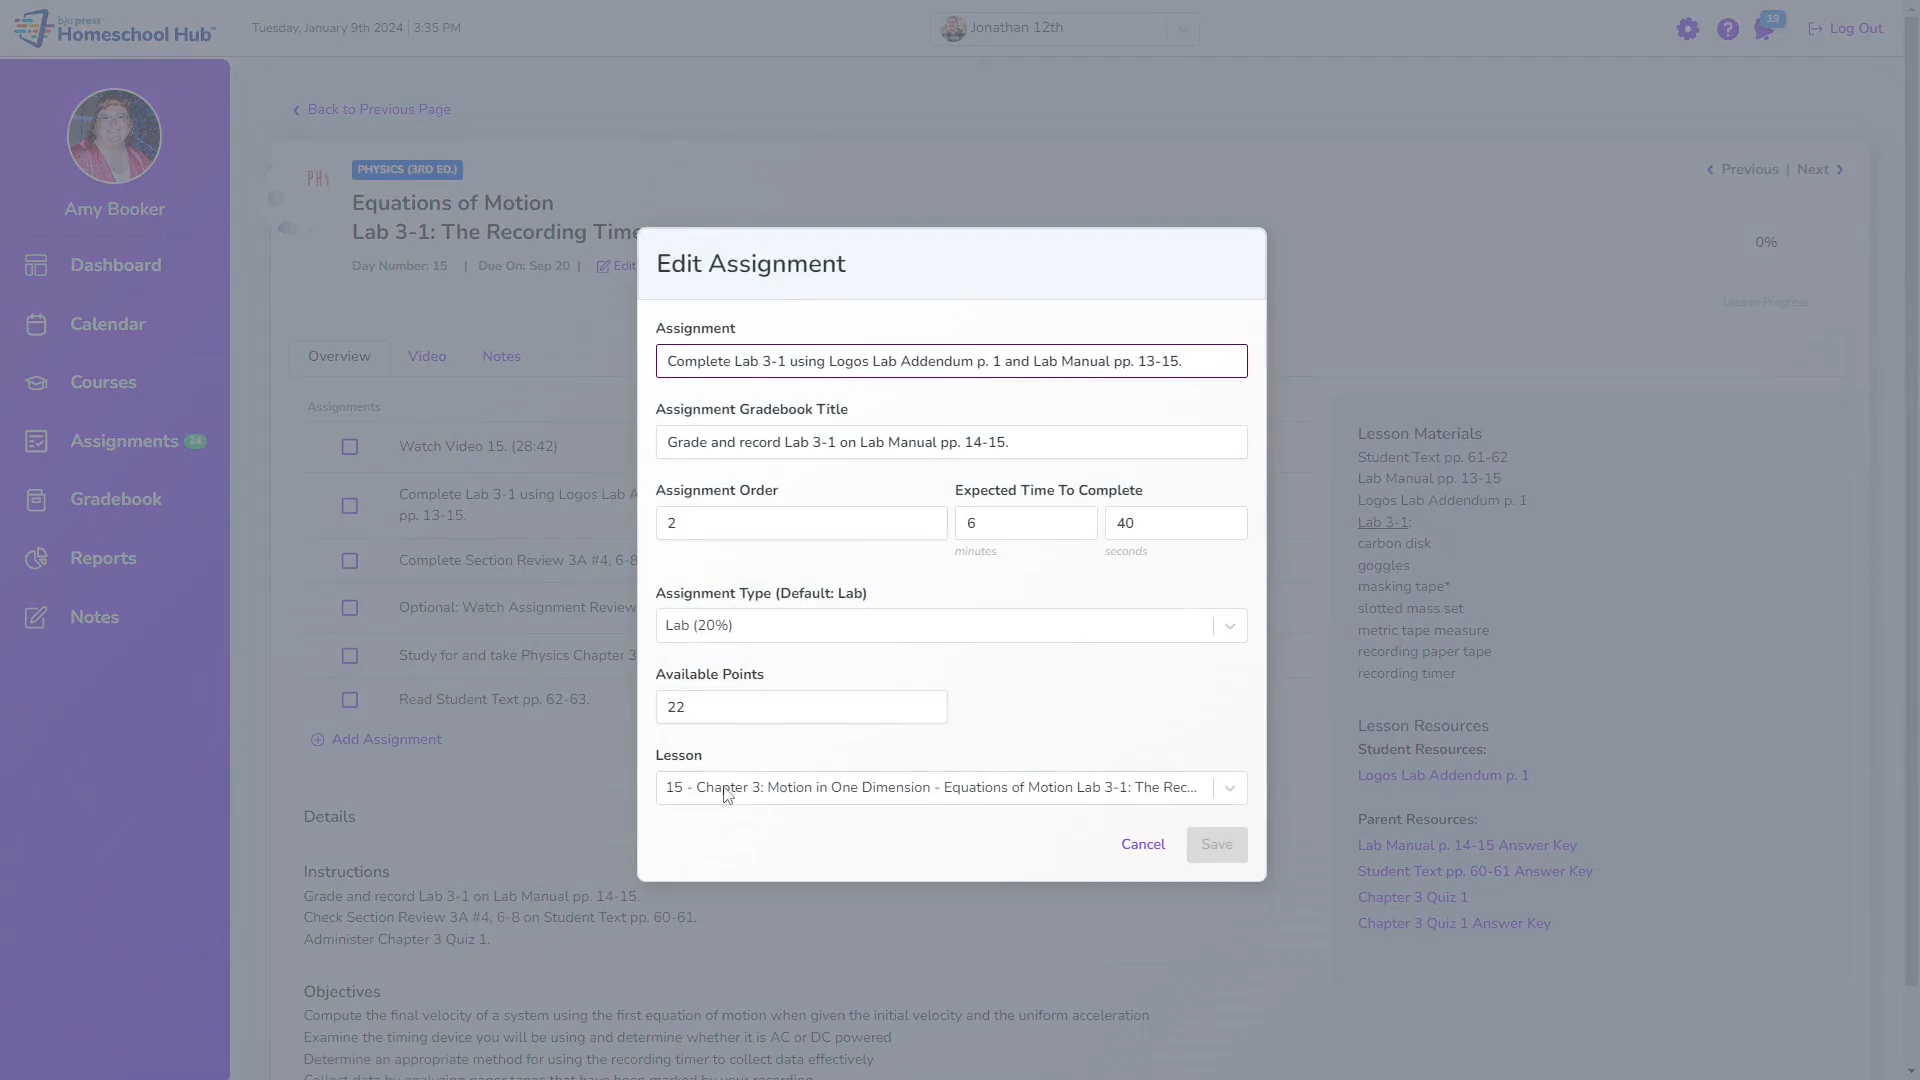 bju press
Homeschool Hub™
Tuesday, January 9th 2024 | 3:35 PM
Jonathan 12th
19
Log Out
Amy Booker
Dashboard
Calendar
Courses
Assignments 24
Gradebook
Reports
Notes
Back to Previous Page
PHYSICS (3RD ED.)
Equations of Motion
Lab 3-1: The Recording Time
Day Number: 15 | Due On: Sep 20 | Edit
Previous | Next
0%
Lesson Progress
Overview Video Notes
Assignments
Watch Video 15. (28:42)
Complete Lab 3-1 using Logos Lab A
pp. 13-15.
Complete Section Review 3A #4, 6-8
Optional: Watch Assignment Review
Study for and take Physics Chapter 3
Read Student Text pp. 62-63.
Add Assignment
Details
Instructions
Grade and record Lab 3-1 on Lab Manual pp. 14-15.
Check Section Review 3A #4, 6-8 on Student Text pp. 60-61.
Administer Chapter 3 Quiz 1.
Objectives
Compute the final velocity of a system using the first equation of motion when given the initial velocity and the uniform acceleration
Examine the timing device you will be using and determine whether it is AC or DC powered
Determine an appropriate method for using the recording timer to collect data effectively
Edit Assignment
Assignment
Complete Lab 3-1 using Logos Lab Addendum p. 1 and Lab Manual pp. 13-15.
Assignment Gradebook Title
Grade and record Lab 3-1 on Lab Manual pp. 14-15.
Assignment Order
2
Expected Time To Complete
6 40
minutes seconds
Assignment Type (Default: Lab)
Lab (20%)
Available Points
22
Lesson
15 - Chapter 3: Motion in One Dimension - Equations of Motion Lab 3-1: The Rec...
Cancel Save
Lesson Materials
Student Text pp. 61-62
Lab Manual pp. 13-15
Logos Lab Addendum p. 1
Lab 3-1:
carbon disk
goggles
masking tape*
slotted mass set
metric tape measure
recording paper tape
recording timer
Lesson Resources
Student Resources:
Logos Lab Addendum p. 1
Parent Resources:
Lab Manual p. 14-15 Answer Key
Student Text pp. 60-61 Answer Key
Chapter 3 Quiz 1
Chapter 3 Quiz 1 Answer Key